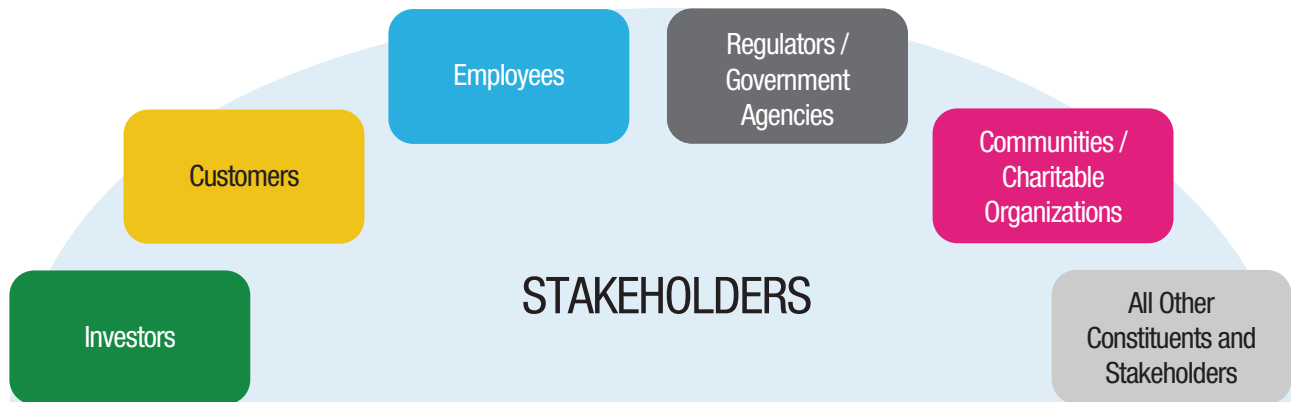 Employees
Regulators /
Government
Agencies
Customers
Communities /
Charitable
Organizations
STAKEHOLDERS
Investors
All Other
Constituents and
Stakeholders